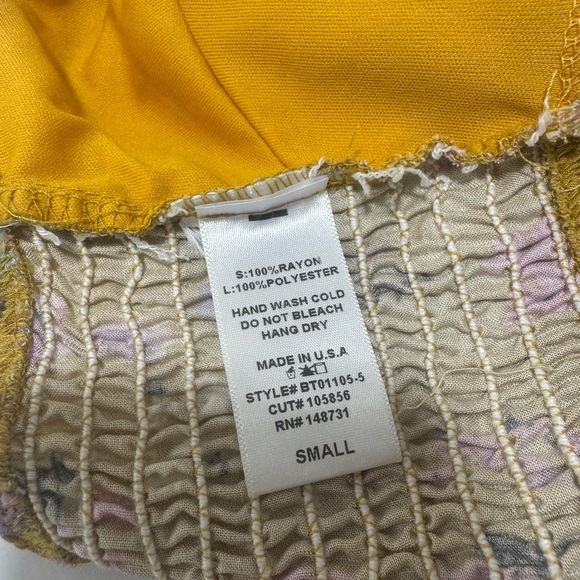 S:100%RAYON
L:100%POLYESTER
HAND WASH COLD
DO NOT BLEACH
HANG DRY
MADE IN U.S.A
STYLE# BT01105-5
CUT# 105856
RN# 148731
SMALL